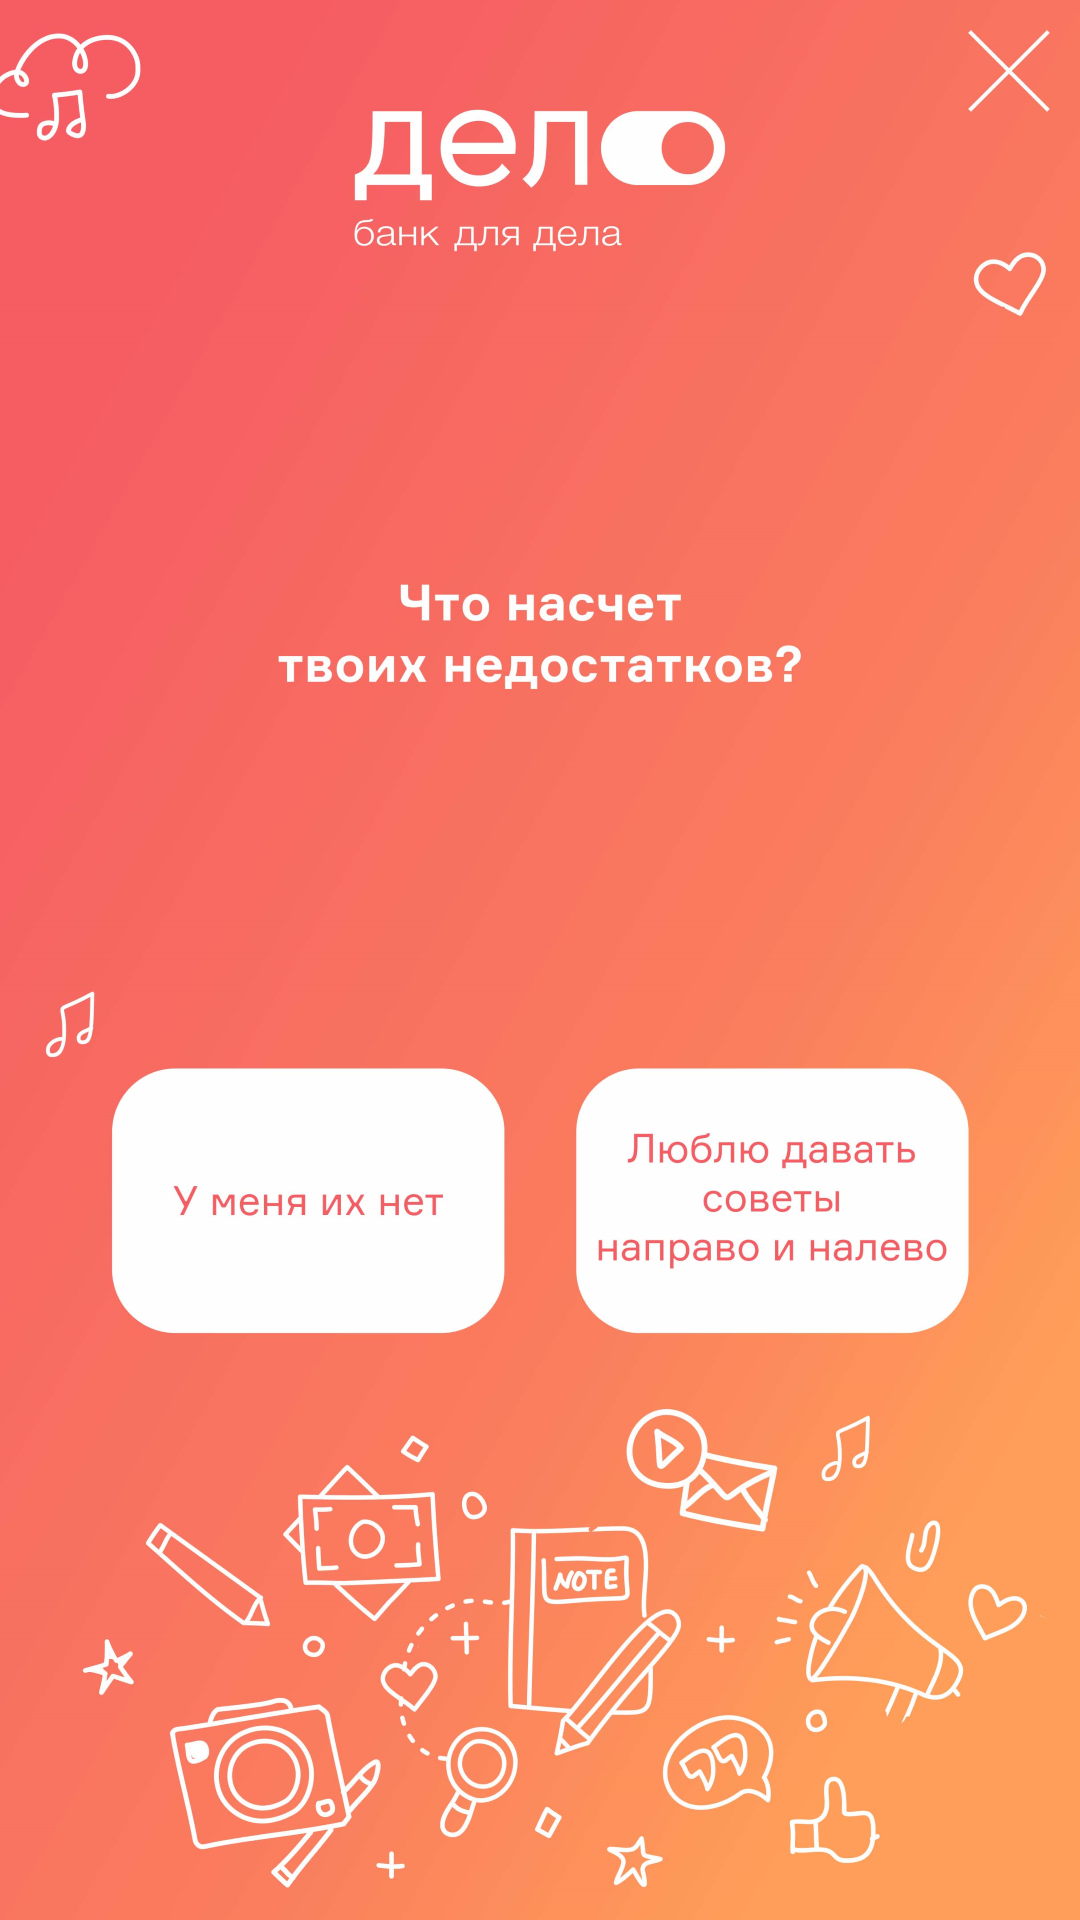 дело
банк для дела
Что насчет
твоих недостатков?
У меня их нет
Люблю давать
советы
направо и налево
NOTE